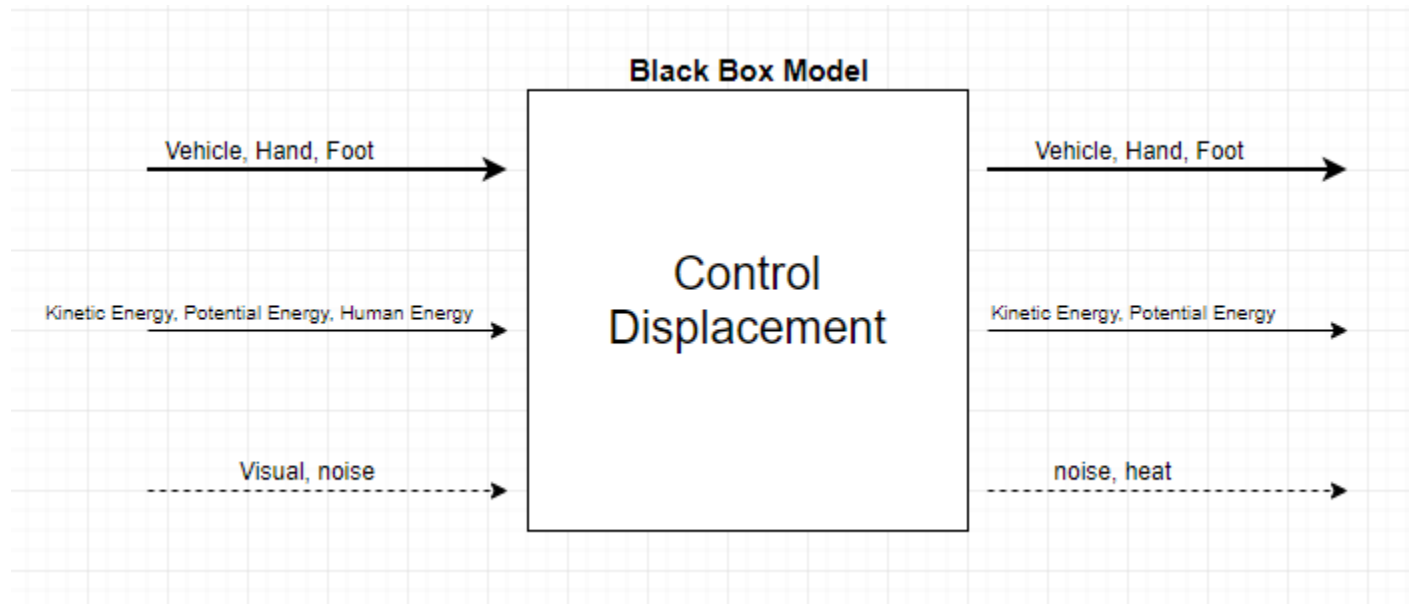 Black Box Model
Vehicle, Hand, Foot
Vehicle, Hand, Foot
Control
Displacement
Kinetic Energy, Potential Energy, Human Energy
Kinetic Energy, Potential Energy
Visual, noise
noise, heat